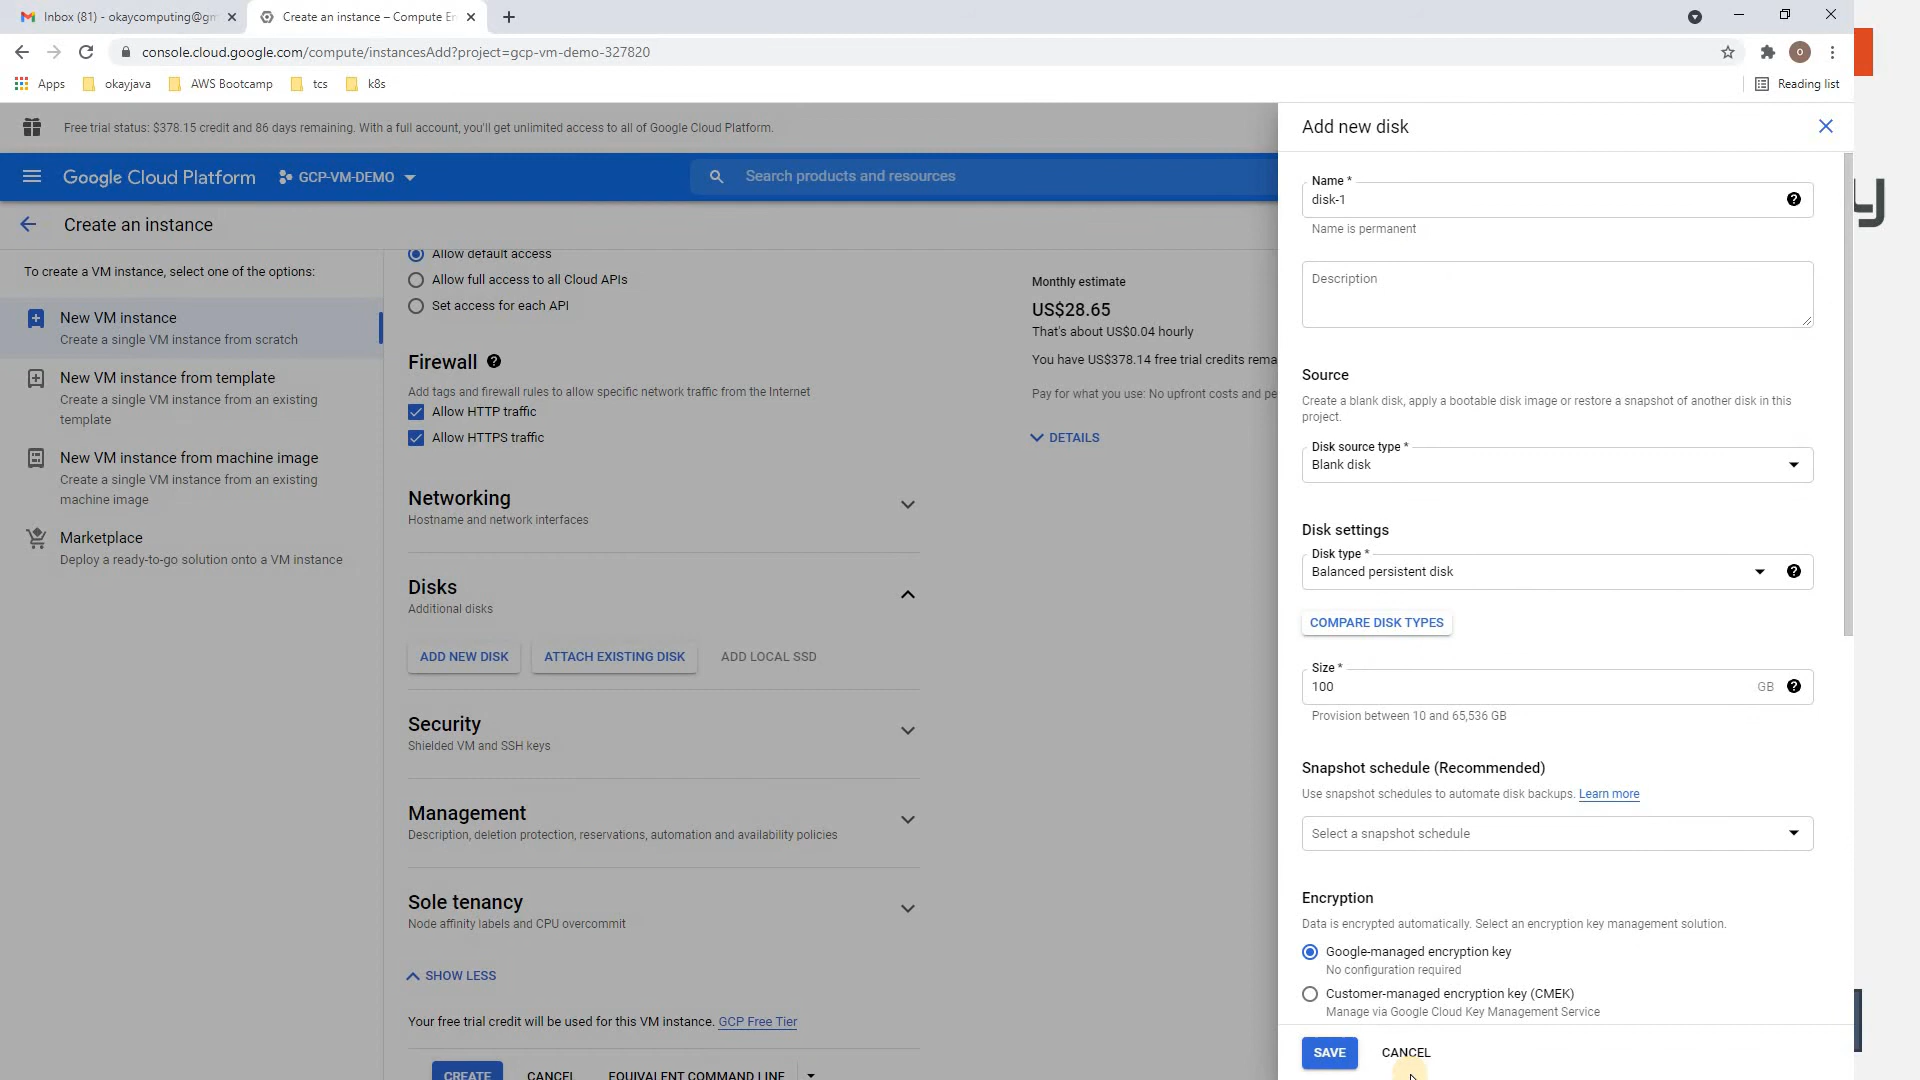 Inbox (81) - okaycomputing@gm
Create an instance – Compute En
console.cloud.google.com/compute/instancesAdd?project=gcp-vm-demo-327820
O
Apps
okayjava
AWS Bootcamp
tcs
k8s
Reading list
Free trial status: $378.15 credit and 86 days remaining. With a full account, you'll get unlimited access to all of Google Cloud Platform.
Google Cloud Platform
GCP-VM-DEMO
Search products and resources
Create an instance
To create a VM instance, select one of the options:
New VM instance
Create a single VM instance from scratch
New VM instance from template
Create a single VM instance from an existing
template
New VM instance from machine image
Create a single VM instance from an existing
machine image
Marketplace
Deploy a ready-to-go solution onto a VM instance
Allow default access
Allow full access to all Cloud APIs
Set access for each API
Firewall
Add tags and firewall rules to allow specific network traffic from the Internet
Allow HTTP traffic
Allow HTTPS traffic
Networking
Hostname and network interfaces
Disks
Additional disks
ADD NEW DISK
ATTACH EXISTING DISK
ADD LOCAL SSD
Security
Shielded VM and SSH keys
Management
Description, deletion protection, reservations, automation and availability policies
Sole tenancy
Node affinity labels and CPU overcommit
SHOW LESS
Your free trial credit will be used for this VM instance. GCP Free Tier
CREATE
CANCEL
EQUIVALENT COMMAND LINE
Monthly estimate
US$28.65
That's about US$0.04 hourly
You have US$378.14 free trial credits rema
Pay for what you use: No upfront costs and pe
DETAILS
Add new disk
Name *
disk-1
Name is permanent
Description
Source
Create a blank disk, apply a bootable disk image or restore a snapshot of another disk in this
project.
Disk source type *
Blank disk
Disk settings
Disk type *
Balanced persistent disk
COMPARE DISK TYPES
Size *
100
GB
Provision between 10 and 65,536 GB
Snapshot schedule (Recommended)
Use snapshot schedules to automate disk backups. Learn more
Select a snapshot schedule
Encryption
Data is encrypted automatically. Select an encryption key management solution.
Google-managed encryption key
No configuration required
Customer-managed encryption key (CMEK)
Manage via Google Cloud Key Management Service
SAVE
CANCEL
y